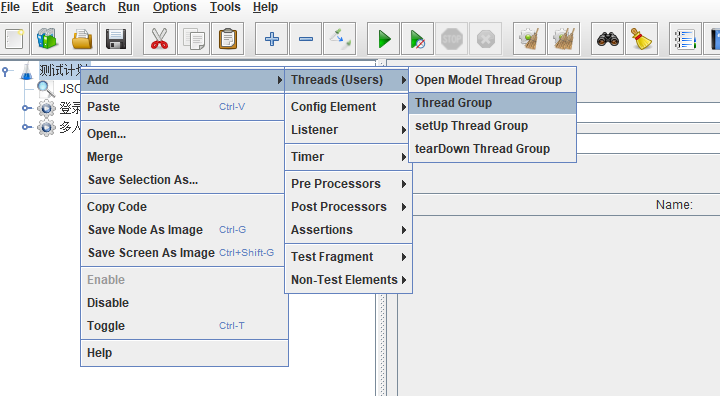 File Edit Search Run Options Tools Help
测试计划
JSO
登录
多人
Add
Paste Ctrl-V
Open...
Merge
Save Selection As...
Copy Code
Save Node As Image Ctrl-G
Save Screen As Image Ctrl+Shift-G
Enable
Disable
Toggle Ctrl-T
Help
Threads (Users)
Config Element
Listener
Timer
Pre Processors
Post Processors
Assertions
Test Fragment
Non-Test Elements
Open Model Thread Group
Thread Group
setUp Thread Group
tearDown Thread Group
Name: